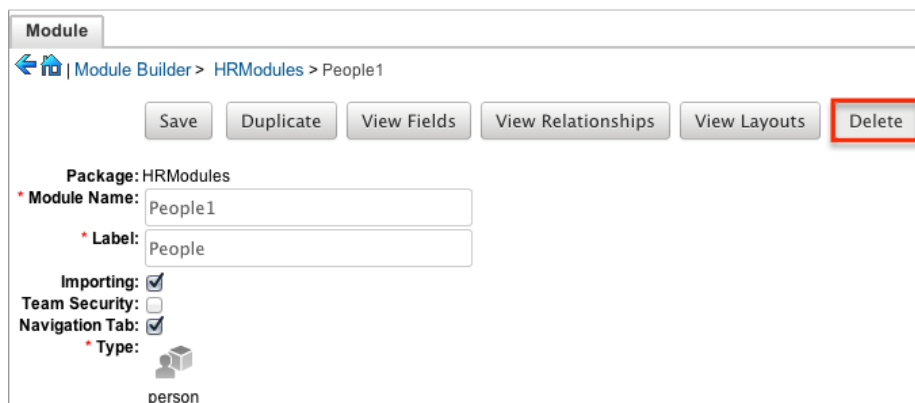 Module
| Module Builder > HRModules > People1
Save Duplicate View Fields View Relationships View Layouts Delete
Package: HRModules
* Module Name: People1
* Label: People
Importing:
Team Security:
Navigation Tab:
* Type:
person